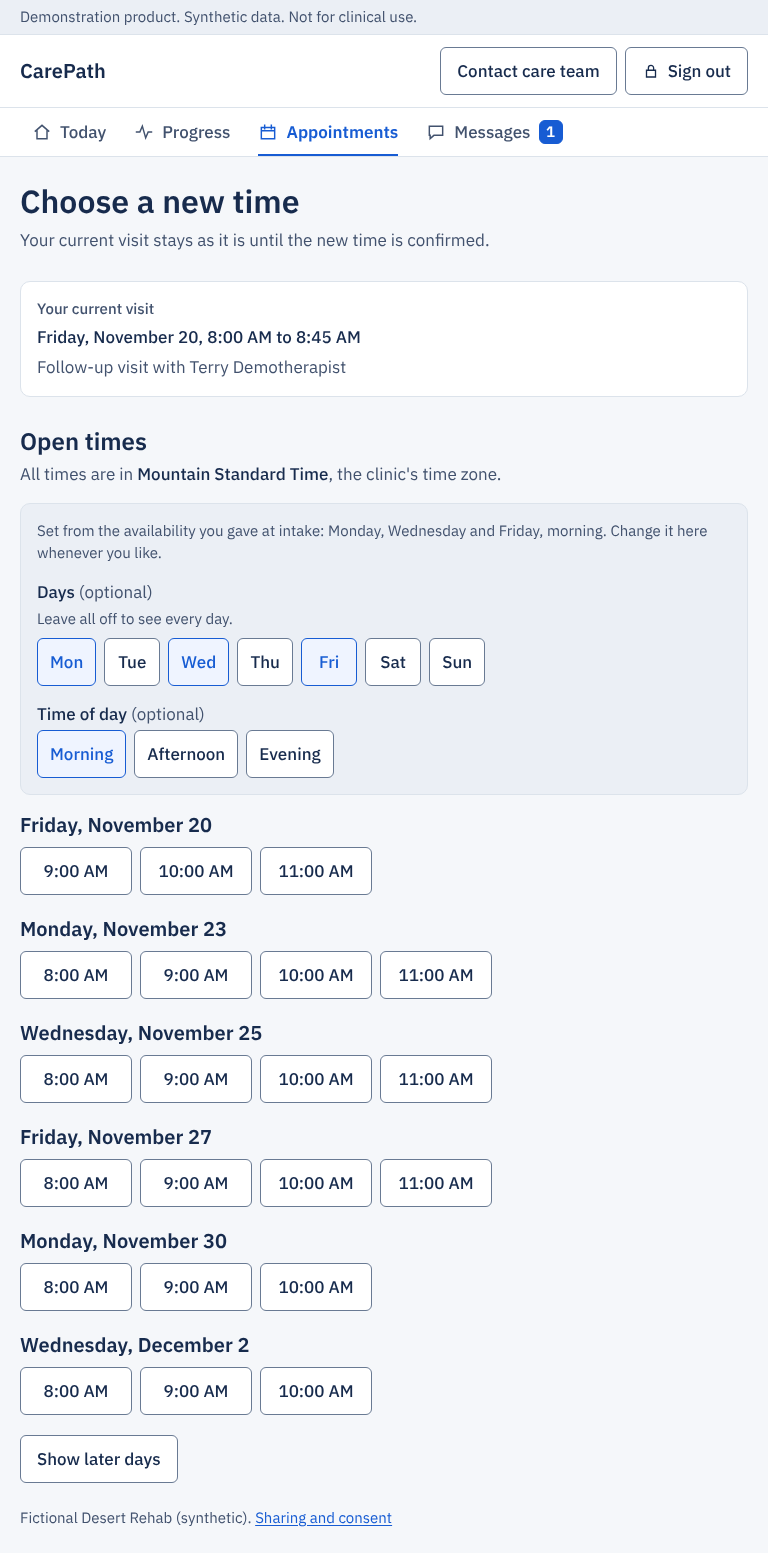 Demonstration product. Synthetic data. Not for clinical use.
CarePath
Contact care team
Sign out
Today
Progress
Appointments
Messages 1
Choose a new time
Your current visit stays as it is until the new time is confirmed.
Your current visit
Friday, November 20, 8:00 AM to 8:45 AM
Follow-up visit with Terry Demotherapist
Open times
All times are in Mountain Standard Time, the clinic's time zone.
Set from the availability you gave at intake: Monday, Wednesday and Friday, morning. Change it here
whenever you like.
Days (optional)
Leave all off to see every day.
Mon Tue Wed Thu Fri Sat Sun
Time of day (optional)
Morning Afternoon Evening
Friday, November 20
9:00 AM 10:00 AM 11:00 AM
Monday, November 23
8:00 AM 9:00 AM 10:00 AM 11:00 AM
Wednesday, November 25
8:00 AM 9:00 AM 10:00 AM 11:00 AM
Friday, November 27
8:00 AM 9:00 AM 10:00 AM 11:00 AM
Monday, November 30
8:00 AM 9:00 AM 10:00 AM
Wednesday, December 2
8:00 AM 9:00 AM 10:00 AM
Show later days
Fictional Desert Rehab (synthetic). Sharing and consent